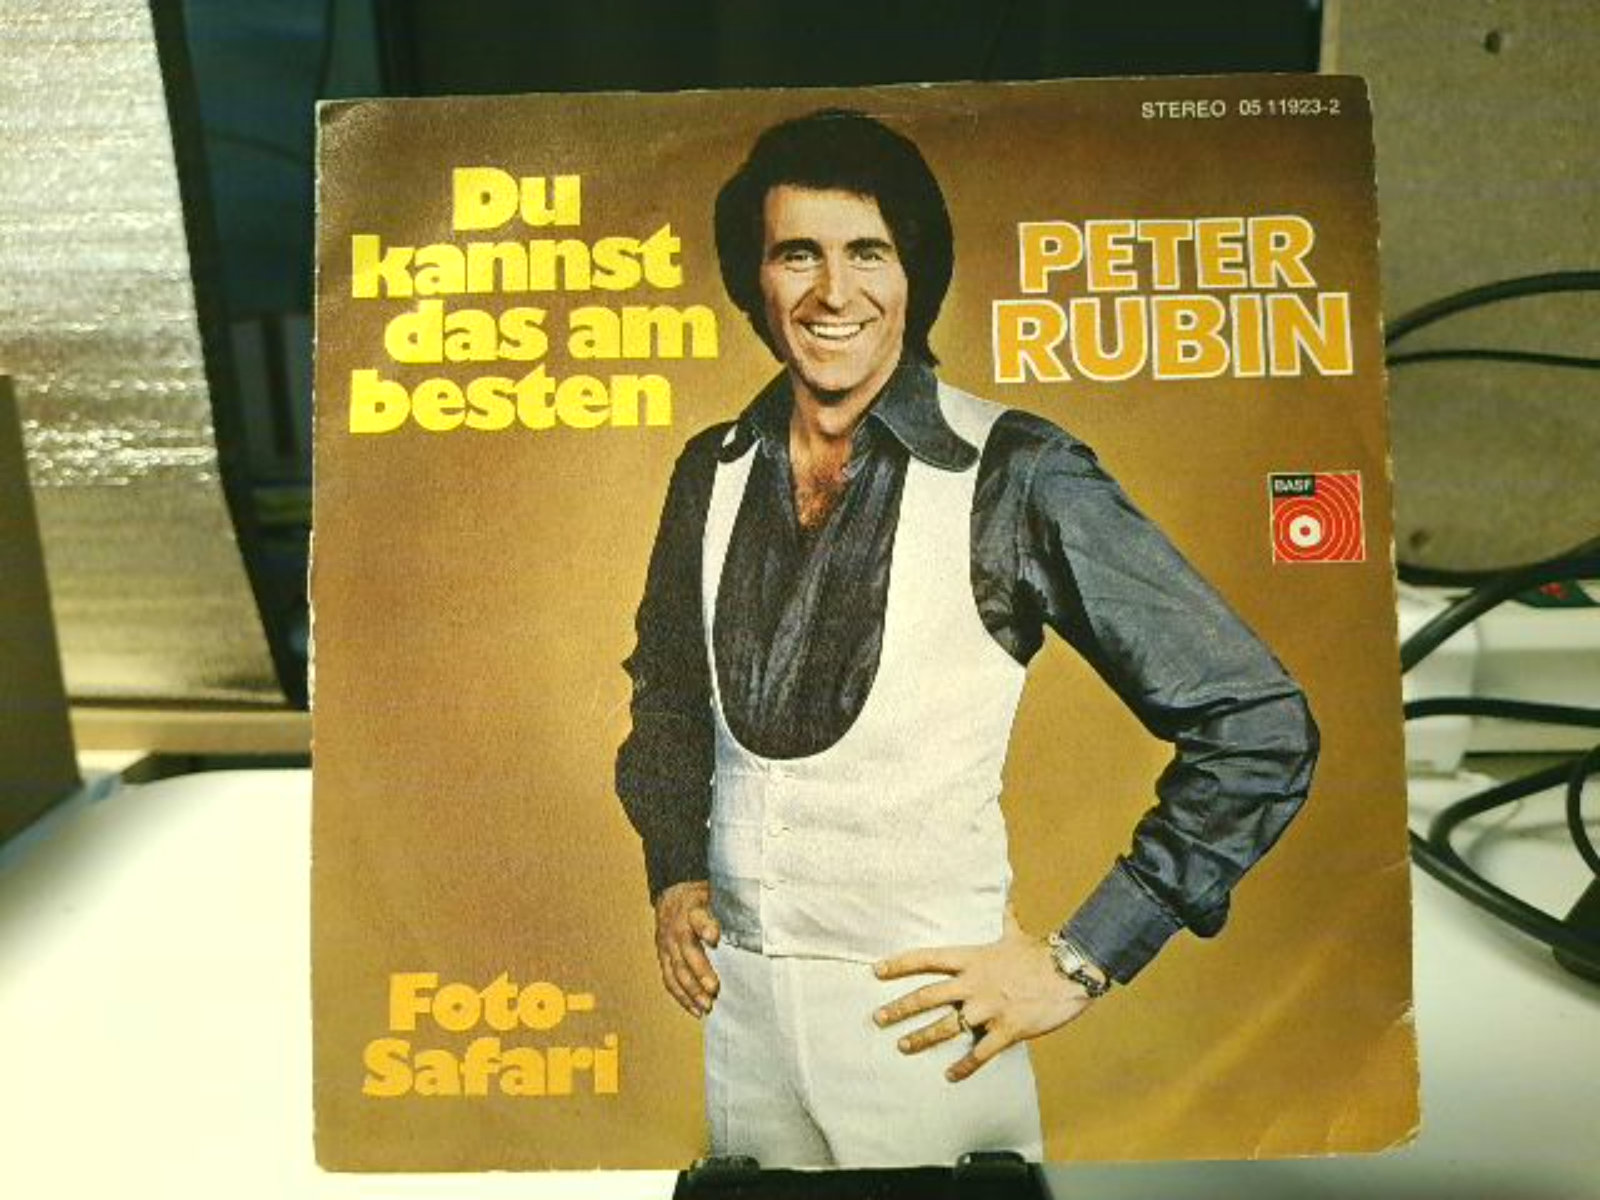 STEREO 05 11923-2
Du
kannst
das am
besten
PETER
RUBIN
BASF
Foto-
Safari